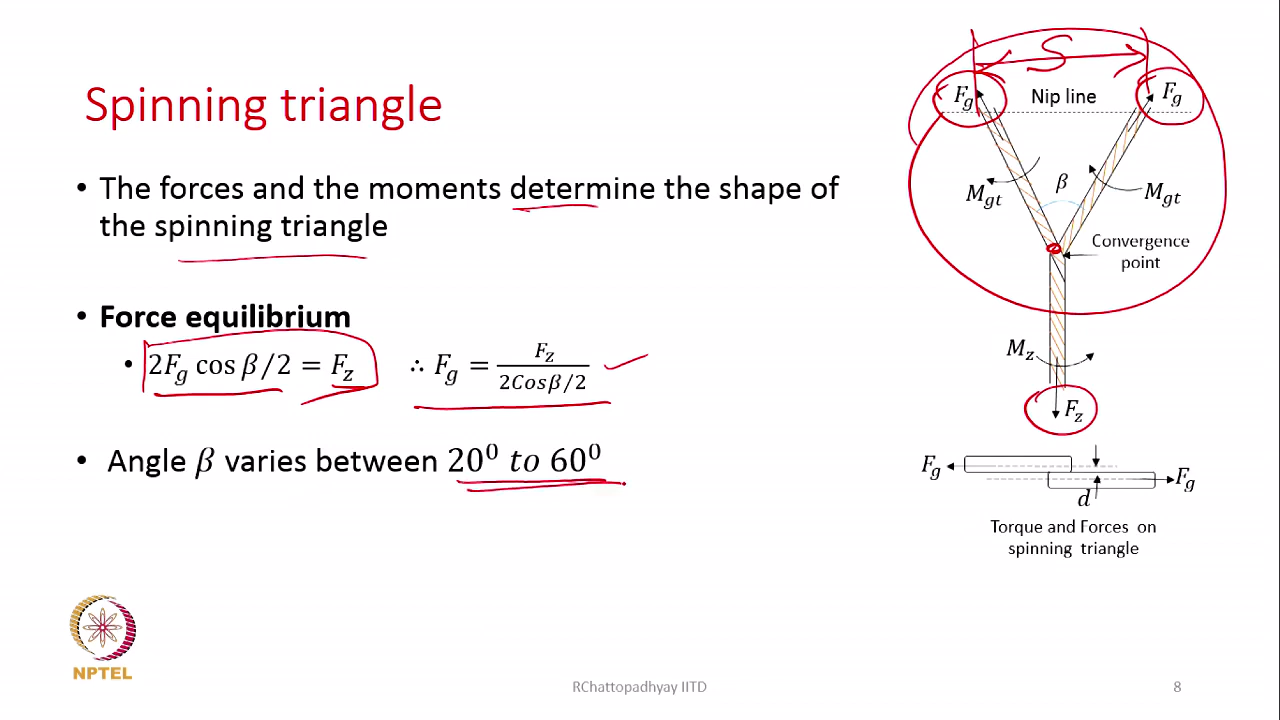 Spinning triangle
• The forces and the moments determine the shape of
the spinning triangle
• Force equilibrium
• 2F_g cos β/2 = F_z ∴ F_g = F_z / 2Cosβ/2
• Angle β varies between 20⁰ to 60⁰
S
F_g Nip line F_g
M_gt β M_gt
Convergence
point
M_z
F_z
F_g F_g
d
Torque and Forces on
spinning triangle
NPTEL
RChattopadhyay IITD 8